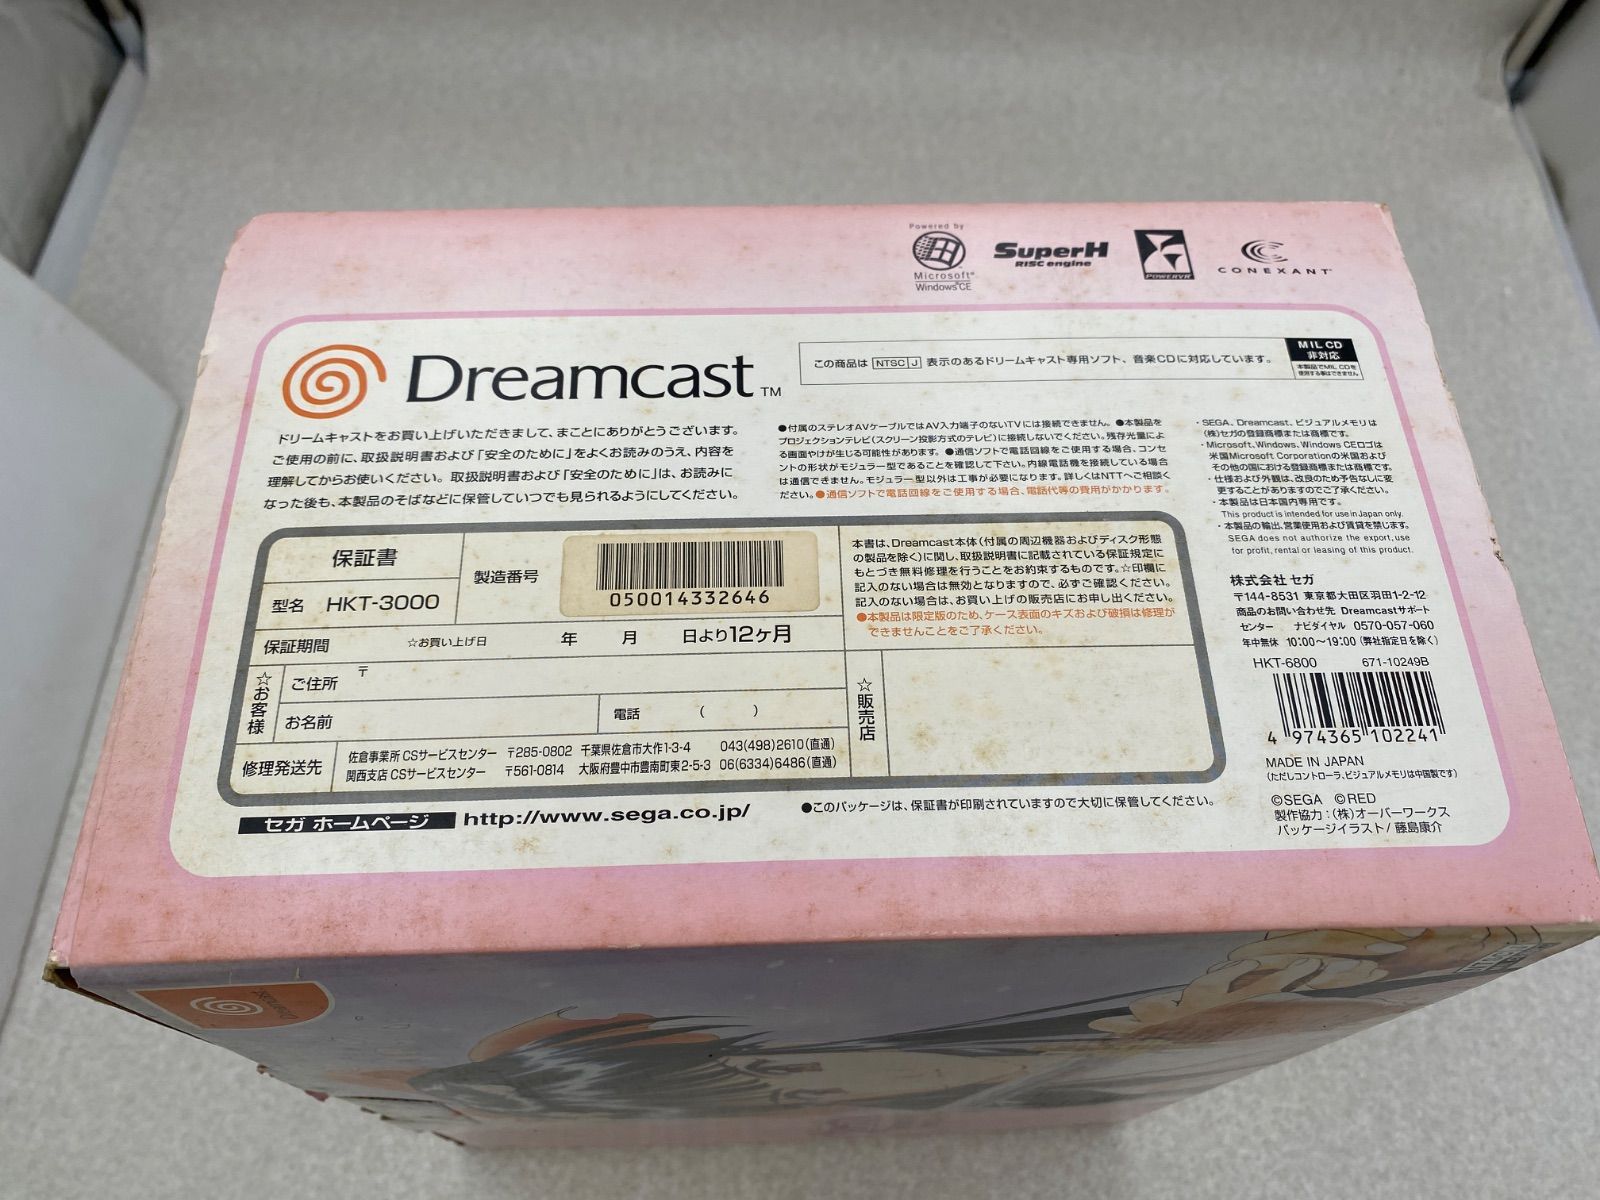 Powered by
Microsoft®
Windows®CE
SuperH
RISC engine
POWERVR
CONEXANT™
Dreamcast™
この商品は NTSC J 表示のあるドリームキャスト専用ソフト、音楽CDに対応しています。
MIL CD
非対応
本製品でMIL CDを
使用する事はできません。
ドリームキャストをお買い上げいただきまして、まことにありがとうございます。
ご使用の前に、取扱説明書および「安全のために」をよくお読みのうえ、内容を
理解してからお使いください。取扱説明書および「安全のために」は、お読みに
なった後も、本製品のそばなどに保管していつでも見られるようにしてください。
●付属のステレオAVケーブルではAV入力端子のないTVには接続できません。●本製品を
プロジェクションテレビ(スクリーン投影方式のテレビ)に接続しないでください。残存光量によ
る画面やけが生じる可能性があります。●通信ソフトで電話回線をご使用する場合、コンセ
ントの形状がモジュラー型であることを確認して下さい。内線電話機を接続している場合
は通信できません。モジュラー型以外は工事が必要になります。詳しくはNTTへご相談く
ださい。●通信ソフトで電話回線をご使用する場合、電話代等の費用がかかります。
・SEGA、Dreamcast、ビジュアルメモリは
(株)セガの登録商標または商標です。
・Microsoft、Windows、Windows CEロゴは
米国Microsoft Corporationの米国および
その他の国における登録商標または商標です。
・仕様および外観は、改良のため予告なしに変
更することがありますのでご了承ください。
・本製品は日本国内専用です。
This product is intended for use in Japan only.
・本製品の輸出、営業使用および賃貸を禁じます。
SEGA does not authorize the export, use
for profit, rental or leasing of this product.
保証書
型名 HKT-3000
製造番号
050014332646
保証期間 ☆お買い上げ日 年 月 日より12ヶ月
☆お客様
ご住所 〒
お名前
電話 ( )
修理発送先
佐倉事業所 CSサービスセンター 〒285-0802 千葉県佐倉市大作1-3-4 043(498)2610(直通)
関西支店 CSサービスセンター 〒561-0814 大阪府豊中市豊南町東2-5-3 06(6334)6486(直通)
本書は、Dreamcast本体(付属の周辺機器およびディスク形態
の製品を除く)に関し、取扱説明書に記載されている保証規定に
もとづき無料修理を行うことをお約束するものです。☆印欄に
記入のない場合は無効となりますので、必ずご確認ください。
記入のない場合は、お買い上げの販売店にお申し出ください。
●本製品は限定版のため、ケース表面のキズおよび破損は修理が
できませんことをご了承ください。
☆販売店
株式会社 セガ
〒144-8531 東京都大田区羽田1-2-12
商品のお問い合わせ先 Dreamcastサポート
センター ナビダイヤル 0570-057-060
年中無休 10:00~19:00 (弊社指定日を除く)
HKT-6800 671-10249B
4 974365 102241
MADE IN JAPAN
(ただしコントローラ、ビジュアルメモリは中国製です)
©SEGA ©RED
製作協力:(株)オーバーワークス
パッケージイラスト/藤島康介
セガ ホームページ http://www.sega.co.jp/
●このパッケージは、保証書が印刷されていますので大切に保管してください。
Dreamcast